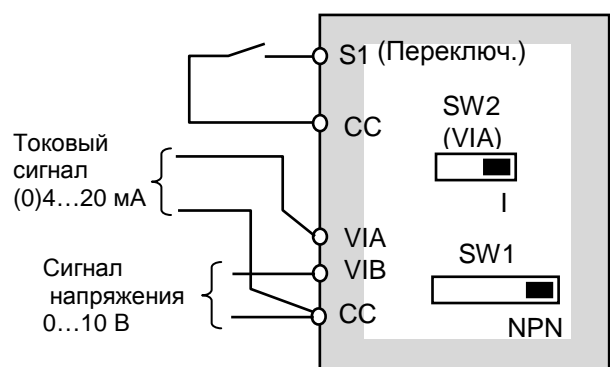 S1 (Переключ.)
CC
SW2
(VIA)
I
Токовый
сигнал
(0)4…20 мА
VIA
VIB
CC
SW1
NPN
Сигнал
напряжения
0…10 В